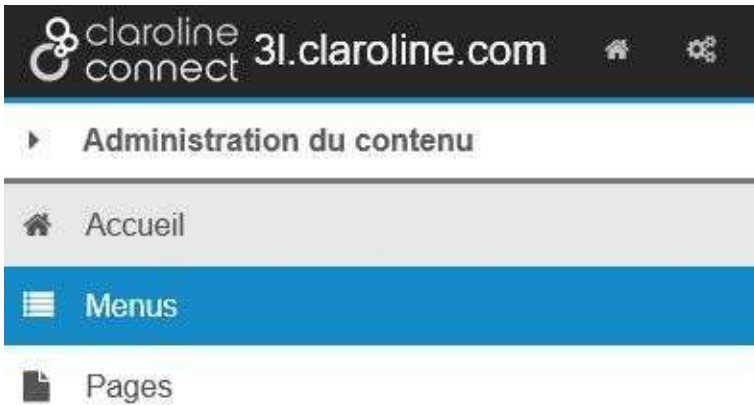 claroline
connect 3l.claroline.com
Administration du contenu
Accueil
Menus
Pages